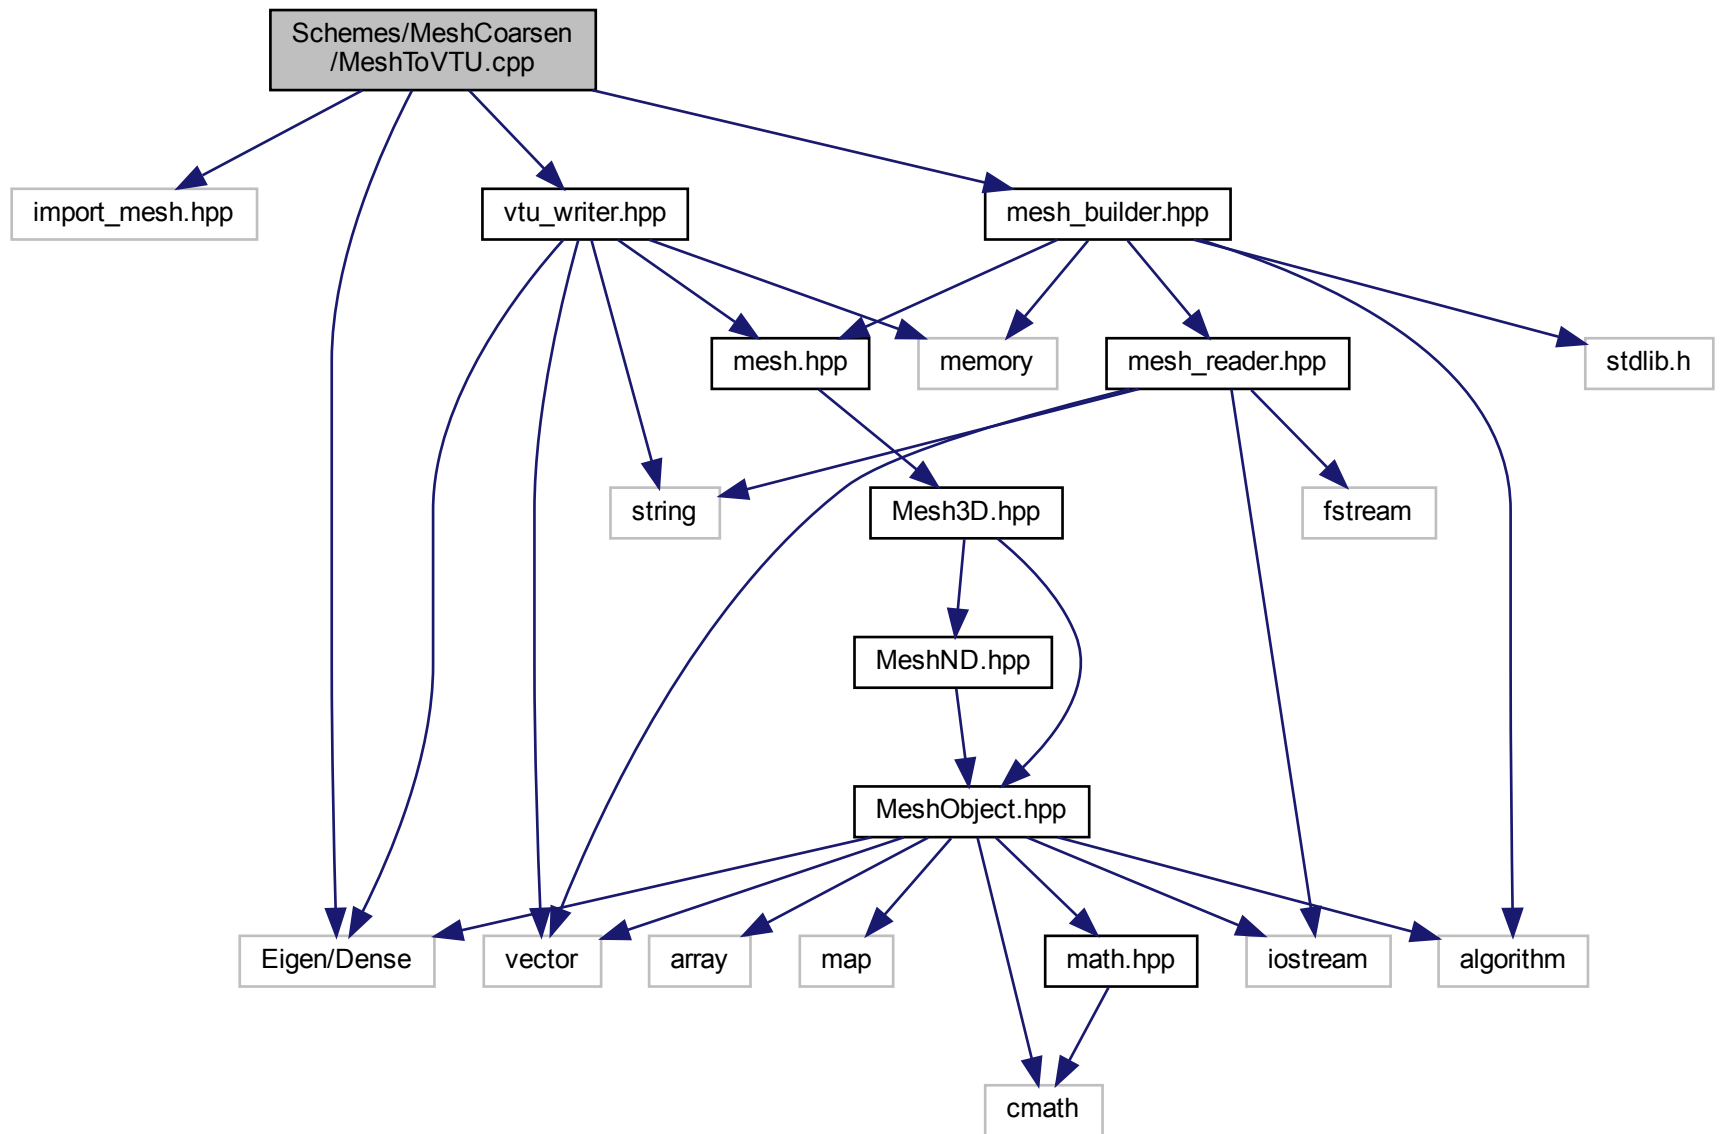 Schemes/MeshCoarsen
/MeshToVTU.cpp
import_mesh.hpp
vtu_writer.hpp
mesh_builder.hpp
mesh.hpp
memory
mesh_reader.hpp
stdlib.h
string
Mesh3D.hpp
fstream
MeshND.hpp
MeshObject.hpp
Eigen/Dense
vector
array
map
math.hpp
iostream
algorithm
cmath